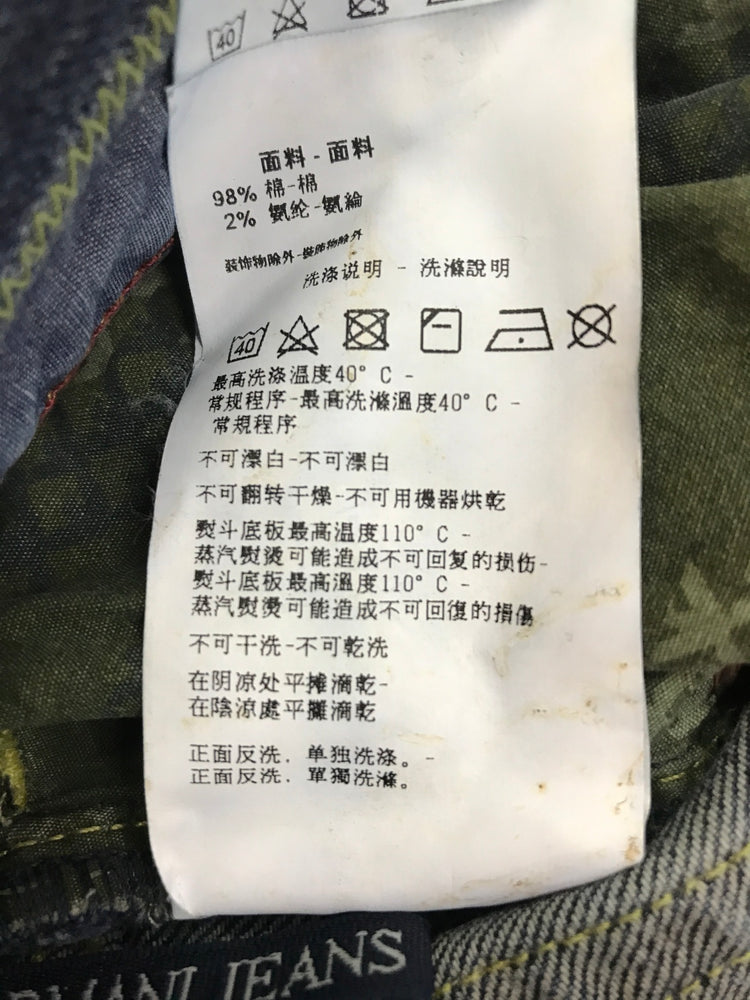 40
面料 - 面料
98% 棉-棉
2% 氨纶-氨綸
装饰物除外-裝飾物除外
洗涤说明 - 洗滌說明
40
最高洗涤温度40° C -
常规程序-最高洗滌溫度40° C -
常規程序
不可漂白-不可漂白
不可翻转干燥-不可用機器烘乾
熨斗底板最高温度110° C -
蒸汽熨烫可能造成不可回复的损伤-
熨斗底板最高溫度110° C -
蒸汽熨燙可能造成不可回復的損傷
不可干洗-不可乾洗
在阴凉处平摊滴乾-
在陰涼處平攤滴乾
正面反洗．单独洗涤。-
正面反洗．單獨洗滌。
JEANS